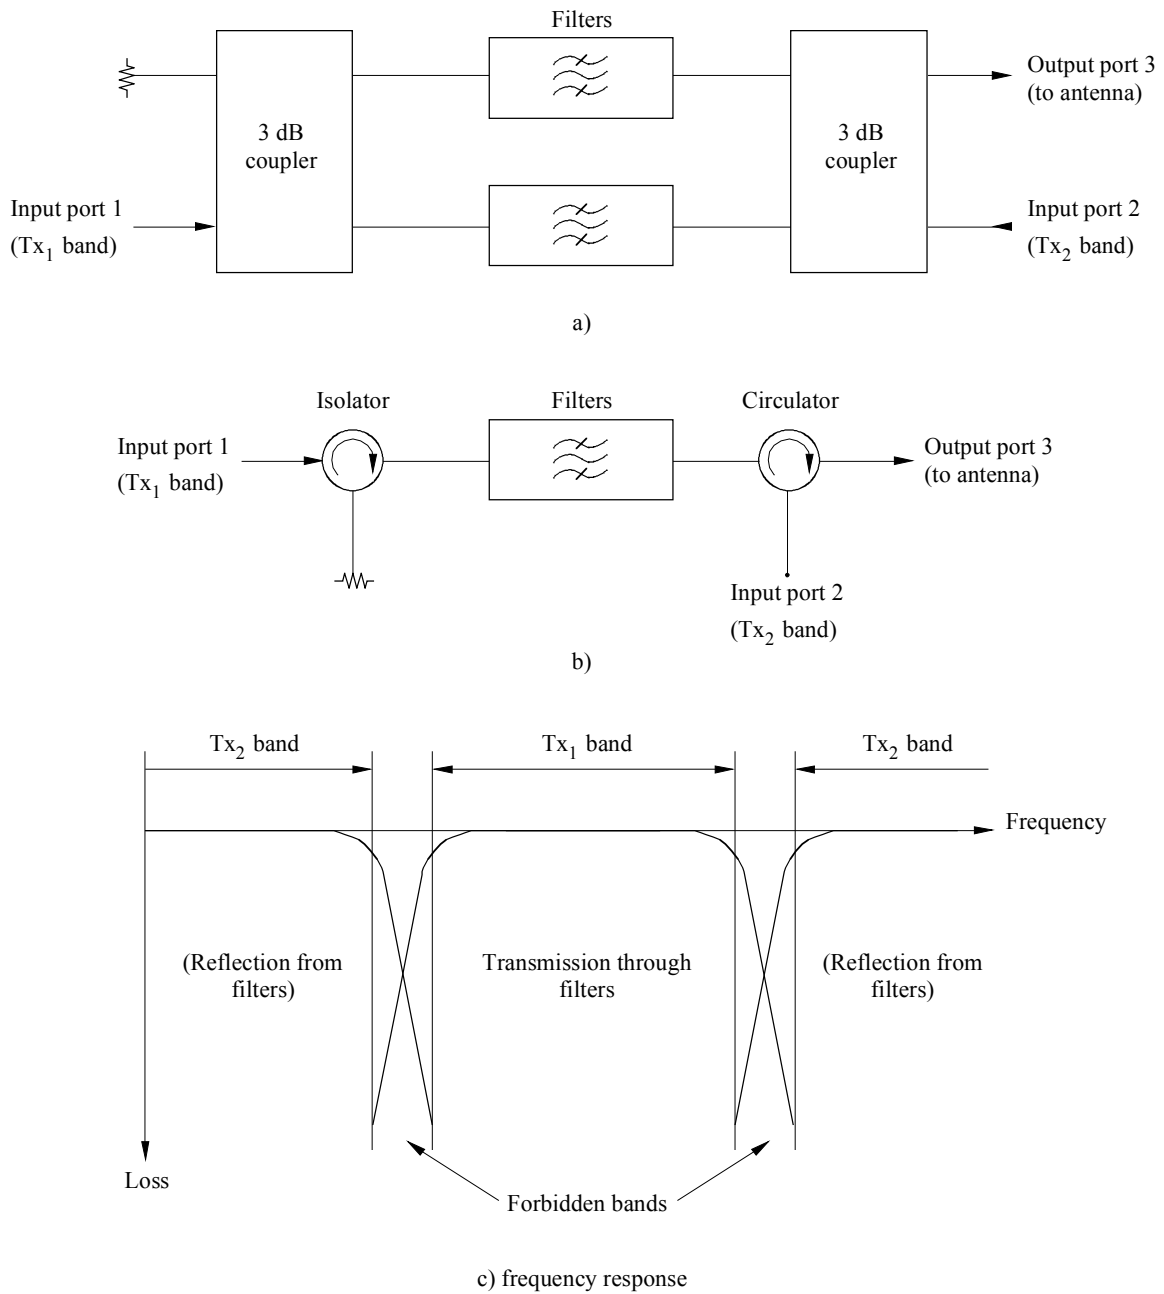 Filters
Output port 3
(to antenna)
3 dB
coupler
3 dB
coupler
Input port 1
(Tx1 band)
Input port 2
(Tx2 band)
a)
Isolator
Filters
Circulator
Input port 1
(Tx1 band)
Output port 3
(to antenna)
Input port 2
(Tx2 band)
b)
Tx2 band
Tx1 band
Tx2 band
Frequency
(Reflection from
filters)
Transmission through
filters
(Reflection from
filters)
Loss
Forbidden bands
c) frequency response